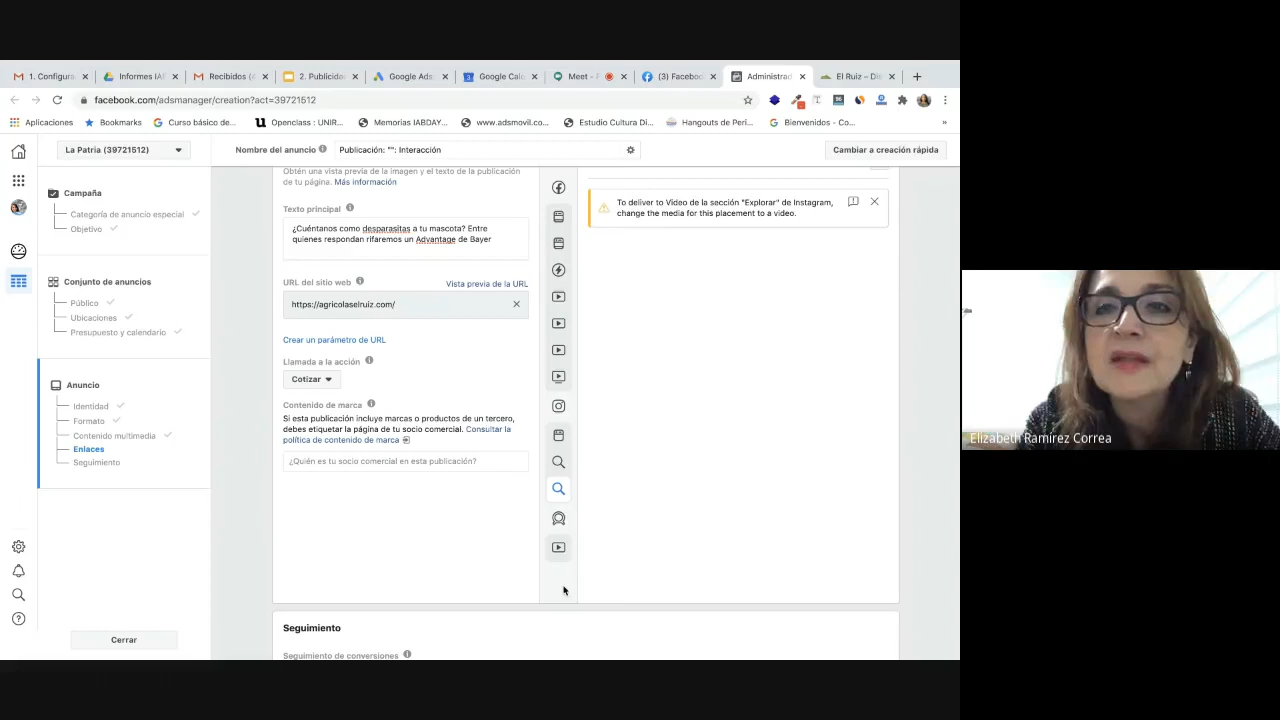 1. Configura
Informes IAB
Recibidos (
2. Publicida
Google Ads
Google Cal
Meet -
(3) Facebo
Administrad
El Ruiz – Di
facebook.com/adsmanager/creation?act=39721512
Aplicaciones
Bookmarks
Curso básico de...
Openclass : UNiR...
Memorias IABDAY...
www.adsmovil.co...
Estudio Cultura Di...
Hangouts de Peri...
Bienvenidos - Co...
»
La Patria (39721512)
Nombre del anuncio
Publicación: "": Interacción
Cambiar a creación rápida
Campaña
Categoría de anuncio especial
Objetivo
Conjunto de anuncios
Público
Ubicaciones
Presupuesto y calendario
Anuncio
Identidad
Formato
Contenido multimedia
Enlaces
Seguimiento
Cerrar
Obtén una vista previa de la imagen y el texto de la publicación
de tu página. Más información
Texto principal
¿Cuéntanos como desparasitas a tu mascota? Entre
quienes respondan rifaremos un Advantage de Bayer
URL del sitio web
Vista previa de la URL
https://agricolaselruiz.com/
Crear un parámetro de URL
Llamada a la acción
Cotizar
Contenido de marca
Si esta publicación incluye marcas o productos de un tercero,
debes etiquetar la página de tu socio comercial. Consultar la
política de contenido de marca
¿Quién es tu socio comercial en esta publicación?
To deliver to Video de la sección "Explorar" de Instagram,
change the media for this placement to a video.
Seguimiento
Seguimiento de conversiones
Elizabeth Ramirez Correa